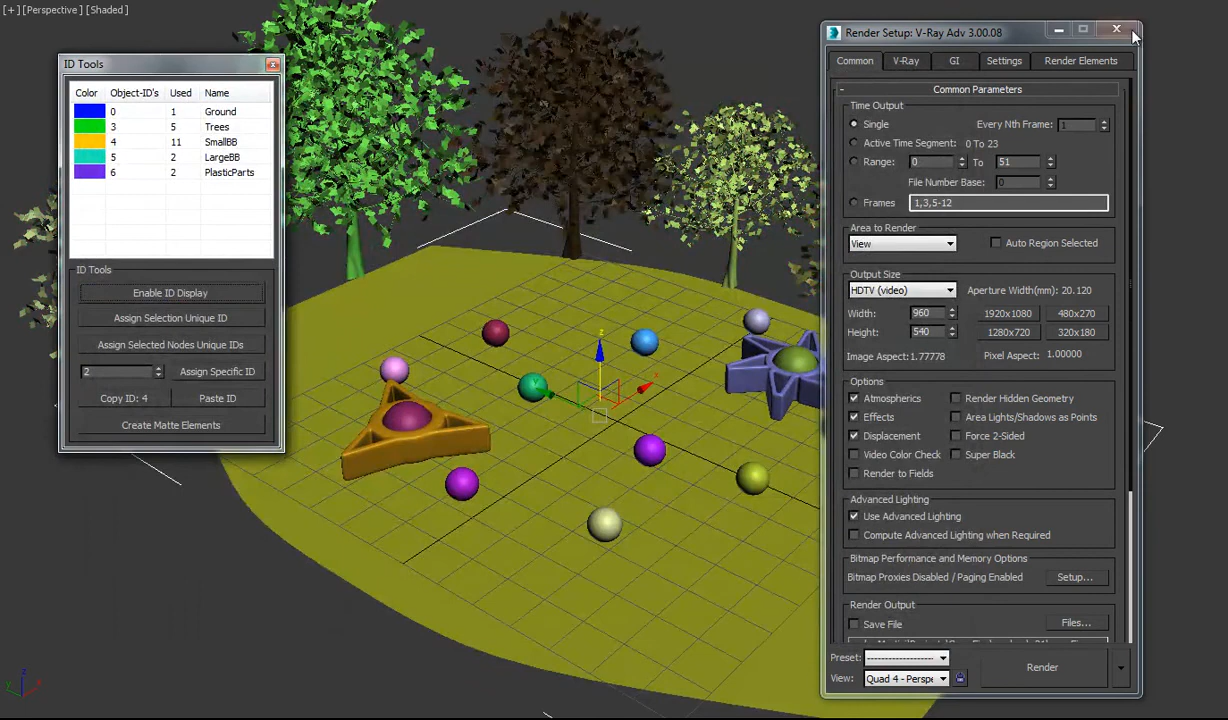 [+] [Perspective] [Shaded]
ID Tools
Color Object-ID's Used Name
0 1 Ground
3 5 Trees
4 11 SmallBB
5 2 LargeBB
6 2 PlasticParts
ID Tools
Enable ID Display
Assign Selection Unique ID
Assign Selected Nodes Unique IDs
2 Assign Specific ID
Copy ID: 4 Paste ID
Create Matte Elements
z
x
y
z
x
y
Render Setup: V-Ray Adv 3.00.08
Common V-Ray GI Settings Render Elements
- Common Parameters
Time Output
Single Every Nth Frame: 1
Active Time Segment: 0 To 23
Range: 0 To 51
File Number Base: 0
Frames 1,3,5-12
Area to Render
View Auto Region Selected
Output Size
HDTV (video) Aperture Width(mm): 20.120
Width: 960 1920x1080 480x270
Height: 540 1280x720 320x180
Image Aspect:1.77778 Pixel Aspect: 1.00000
Options
Atmospherics Render Hidden Geometry
Effects Area Lights/Shadows as Points
Displacement Force 2-Sided
Video Color Check Super Black
Render to Fields
Advanced Lighting
Use Advanced Lighting
Compute Advanced Lighting when Required
Bitmap Performance and Memory Options
Bitmap Proxies Disabled / Paging Enabled Setup...
Render Output
Save File Files...
Preset: --------------------
View: Quad 4 - Perspe Render